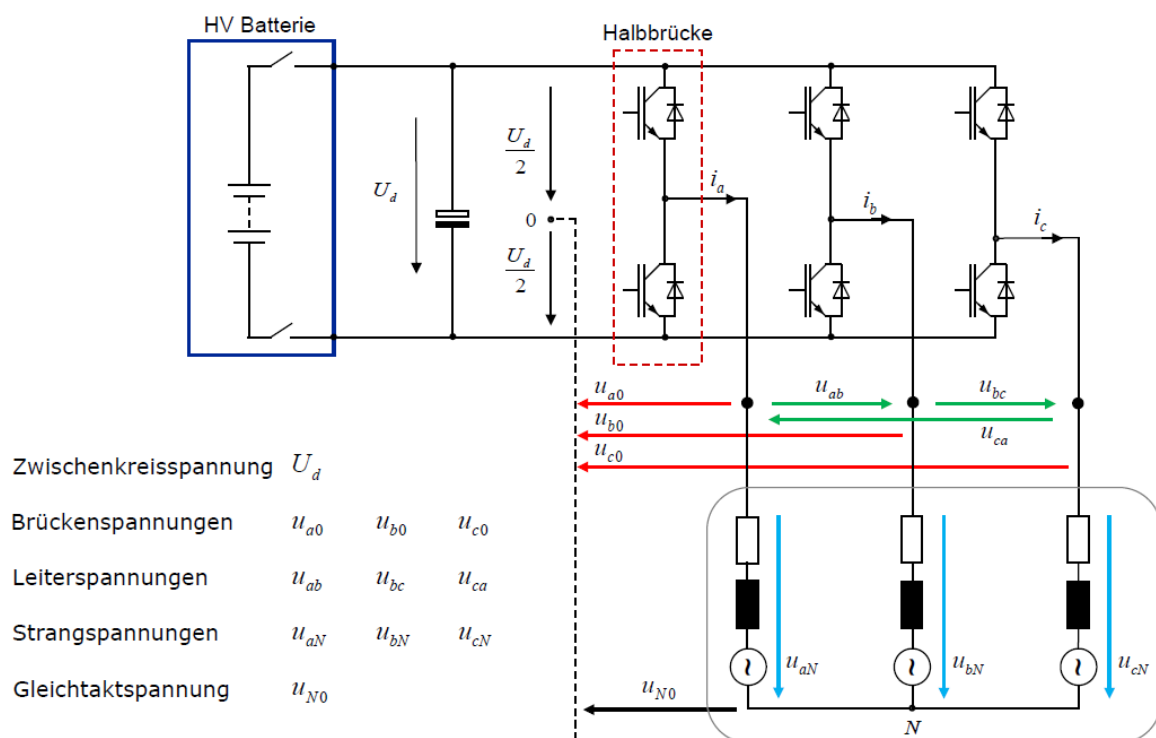 HV Batterie
Halbbrücke
U_d
U_d/2
0
U_d/2
i_a
i_b
i_c
u_a0
u_ab
u_bc
u_b0
u_ca
u_c0
Zwischenkreisspannung U_d
Brückenspannungen u_a0 u_b0 u_c0
Leiterspannungen u_ab u_bc u_ca
Strangspannungen u_aN u_bN u_cN
Gleichtaktspannung u_N0
u_aN
u_bN
u_cN
u_N0
N